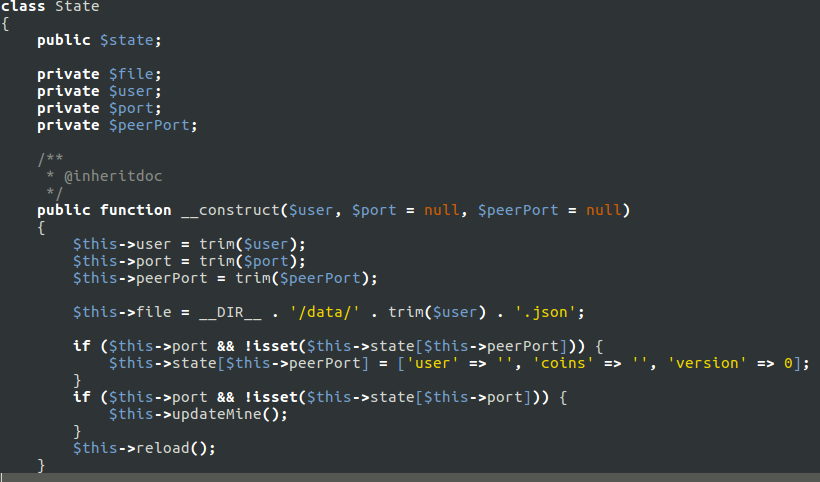 class State
{
    public $state;

    private $file;
    private $user;
    private $port;
    private $peerPort;

    /**
     * @inheritdoc
     */
    public function __construct($user, $port = null, $peerPort = null)
    {
        $this->user = trim($user);
        $this->port = trim($port);
        $this->peerPort = trim($peerPort);

        $this->file = __DIR__ . '/data/' . trim($user) . '.json';

        if ($this->port && !isset($this->state[$this->peerPort])) {
            $this->state[$this->peerPort] = ['user' => '', 'coins' => '', 'version' => 0];
        }
        if ($this->port && !isset($this->state[$this->port])) {
            $this->updateMine();
        }
        $this->reload();
    }